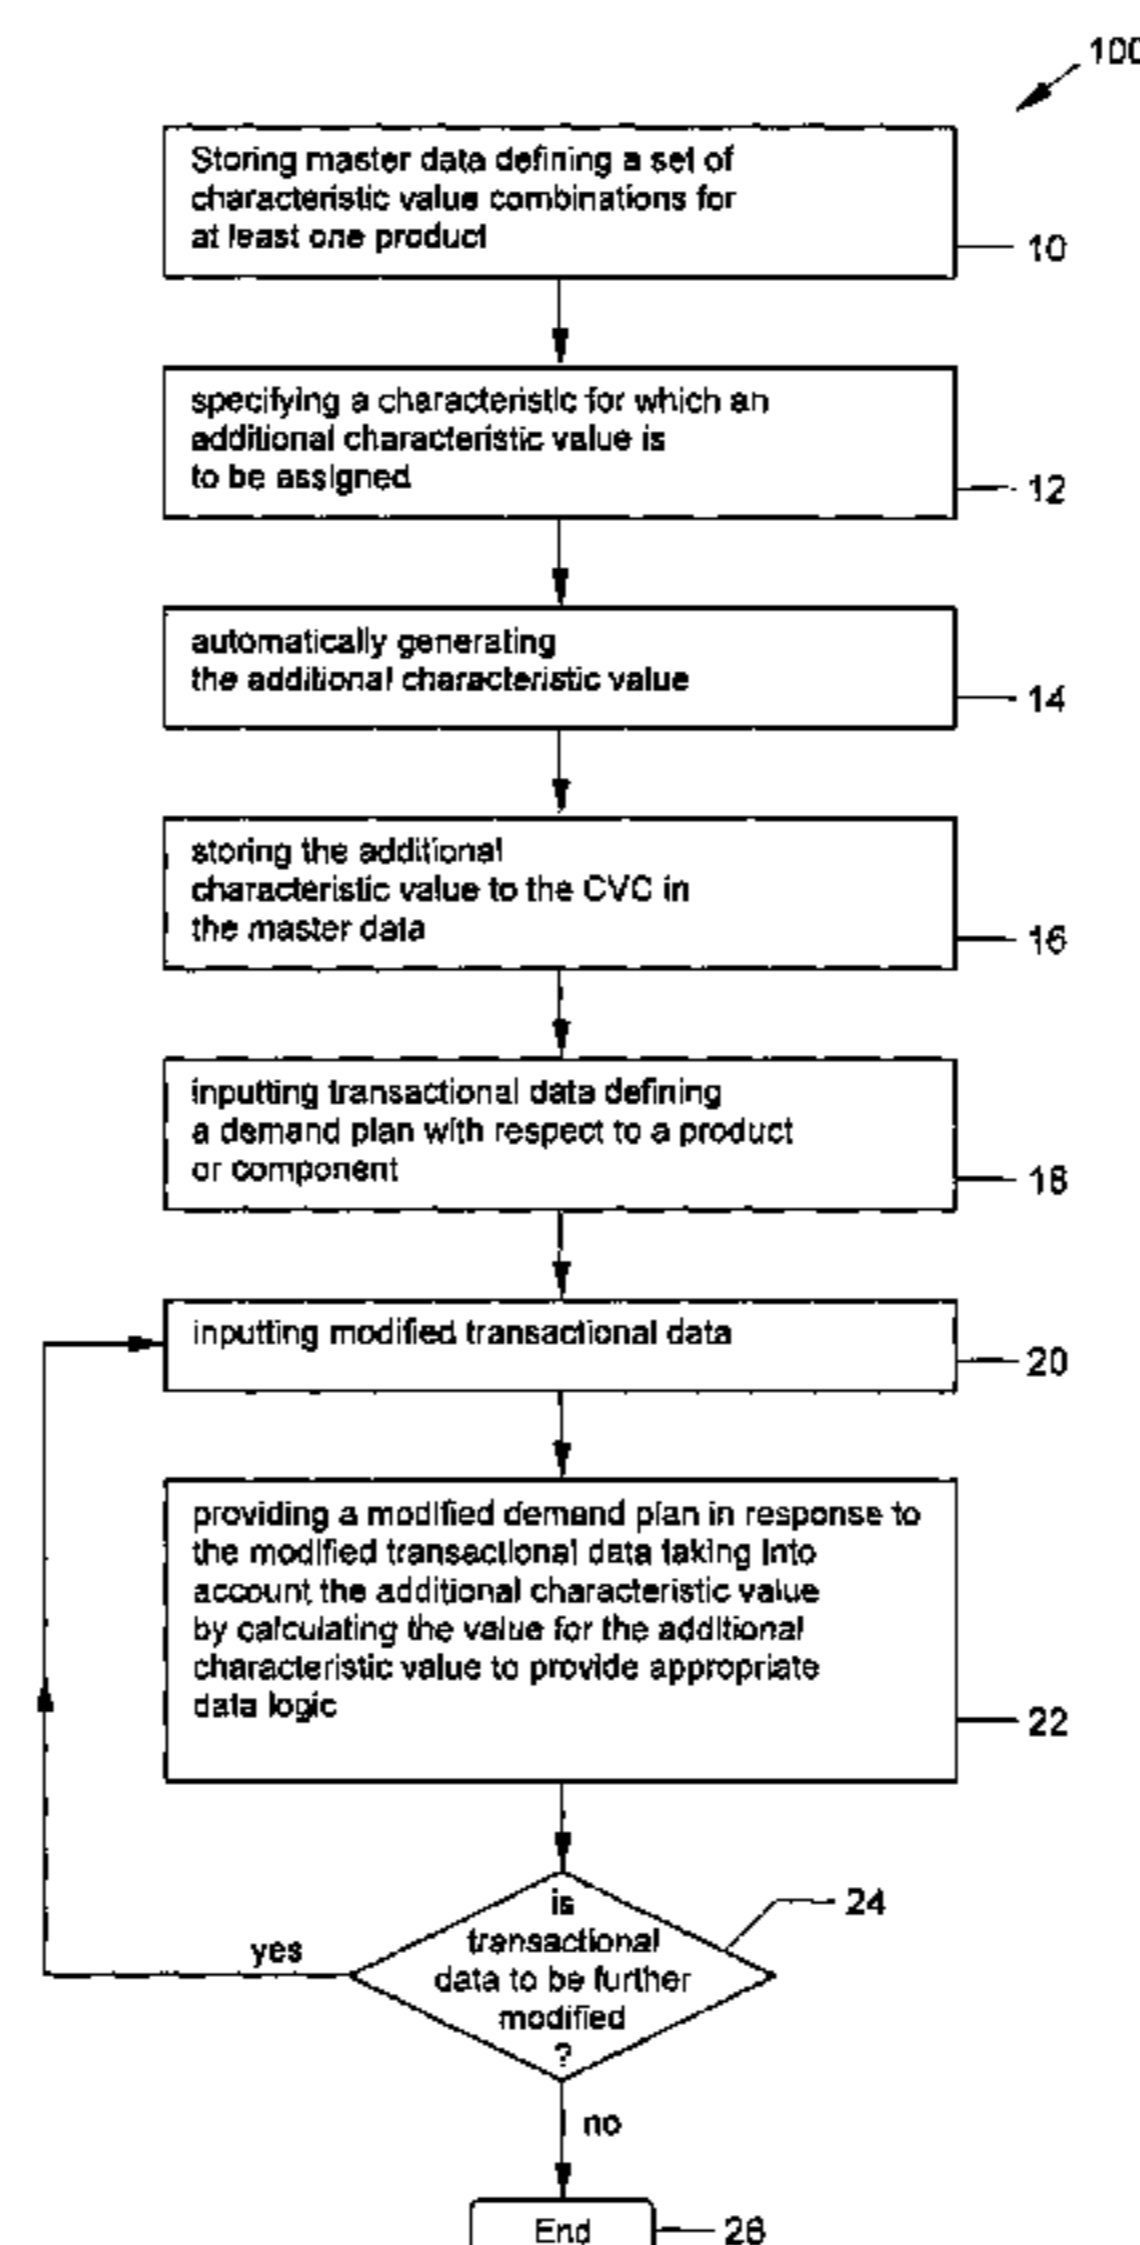 100
Storing master data defining a set of
characteristic value combinations for
at least one product
10
specifying a characteristic for which an
additional characteristic value is
to be assigned
12
automatically generating
the additional characteristic value
14
storing the additional
characteristic value to the CVC in
the master data
16
inputting transactional data defining
a demand plan with respect to a product
or component
18
inputting modified transactional data
20
providing a modified demand plan in response to
the modified transactional data taking into
account the additional characteristic value
by calculating the value for the additional
characteristic value to provide appropriate
data logic
22
is
transactional
data to be further
modified
?
24
yes
no
End
26